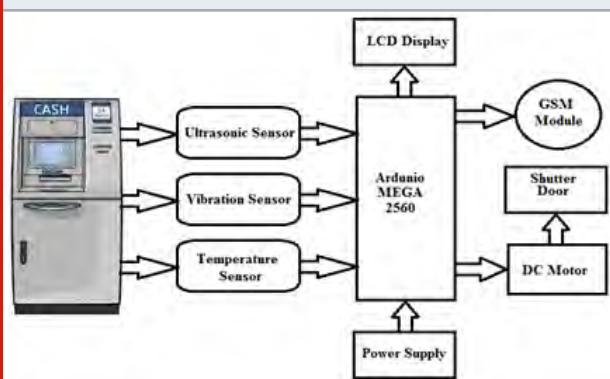 LCD Display
CASH
Ultrasonic Sensor
GSM
Module
Ardunio
MEGA
2560
Vibration Sensor
Shutter
Door
Temperature
Sensor
DC Motor
Power Supply